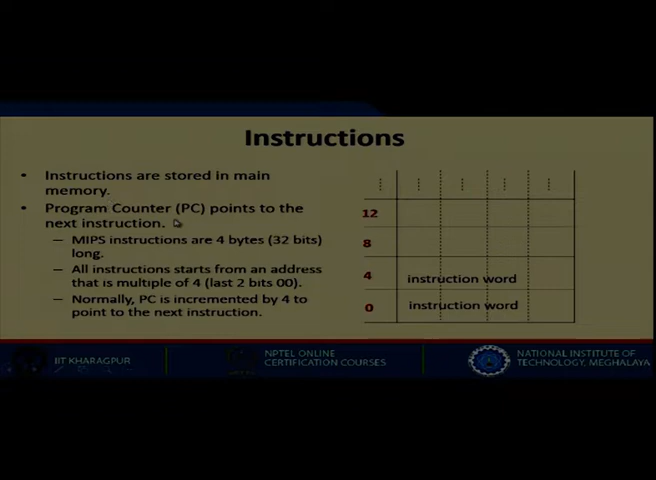 Instructions
• Instructions are stored in main
memory.
• Program Counter (PC) points to the
next instruction.
– MIPS instructions are 4 bytes (32 bits)
long.
– All instructions starts from an address
that is multiple of 4 (last 2 bits 00).
– Normally, PC is incremented by 4 to
point to the next instruction.
12
8
4 instruction word
0 instruction word
IIT KHARAGPUR
NPTEL ONLINE
CERTIFICATION COURSES
NATIONAL INSTITUTE OF
TECHNOLOGY, MEGHALAYA